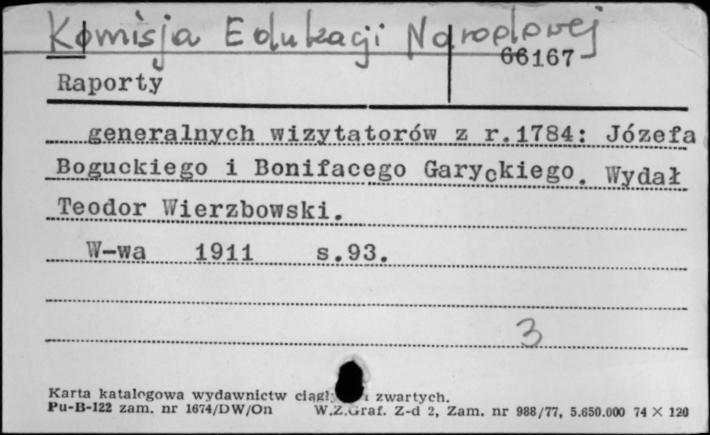 Komisja Edukacji Narodowej
66167
Raporty
generalnych wizytatorów z r.1784: Józefa
Boguckiego i Bonifacego Garyckiego. Wydał
Teodor Wierzbowski.
W-wa 1911 s.93.
3
Karta katalogowa wydawnictw i zwartych.
Pu-B-122 zam. nr 1674/DW/On W.Z.Graf. Z-d 2, Zam. nr 988/77, 5.650.000 74 × 120